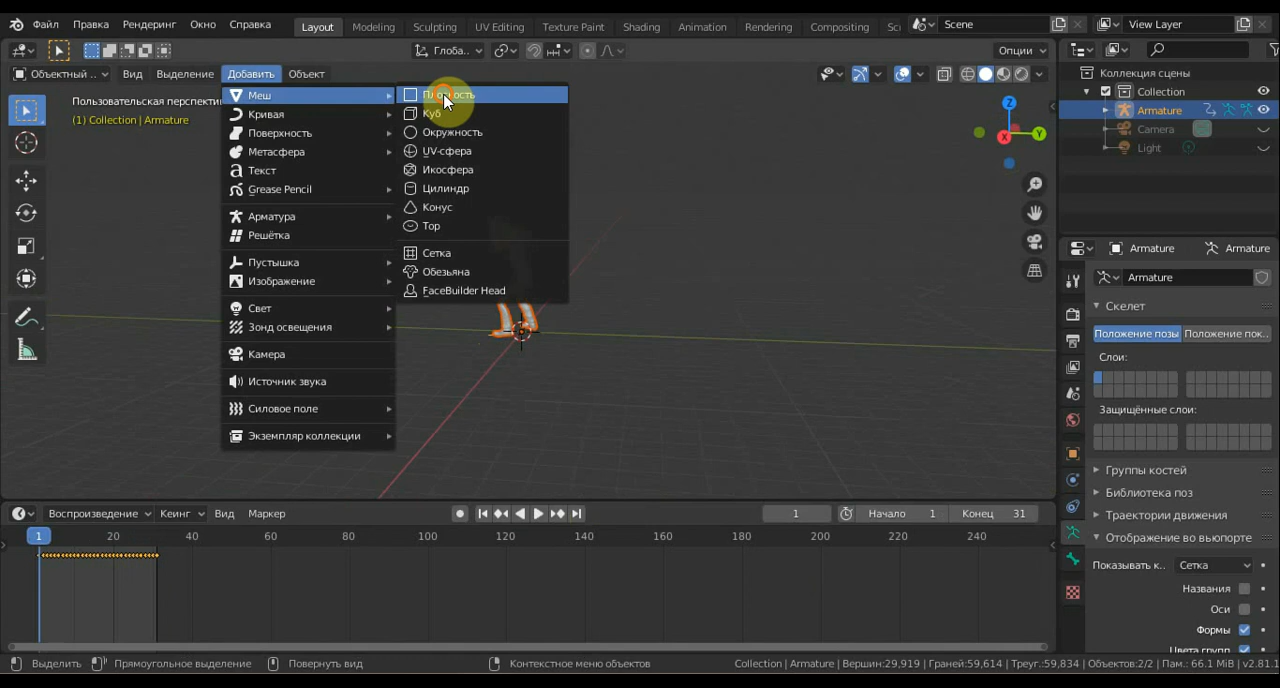 Файл Правка Рендеринг Окно Справка Layout Modeling Sculpting UV Editing Texture Paint Shading Animation Rendering Compositing Sc Scene View Layer
Глоба.. Опции
Объектный .. Вид Выделение Добавить Объект
Пользовательская перспекти
(1) Collection | Armature
Меш
Кривая
Поверхность
Метасфера
Текст
Grease Pencil
Арматура
Решётка
Пустышка
Изображение
Свет
Зонд освещения
Камера
Источник звука
Силовое поле
Экземпляр коллекции
Куб
Окружность
UV-сфера
Икосфера
Цилиндр
Конус
Тор
Сетка
Обезьяна
FaceBuilder Head
Z
Y
X
Коллекция сцены
Collection
Armature
Camera
Light
Armature Armature
Armature
Скелет
Положение позы Положение пок..
Слои:
Защищённые слои:
Группы костей
Библиотека поз
Траектории движения
Отображение во вьюпорте
Показывать к.. Сетка
Названия
Оси
Формы
Цвета групп
Воспроизведение Кеинг Вид Маркер 1 Начало 1 Конец 31
1 20 40 60 80 100 120 140 160 180 200 220 240
Выделить Прямоугольное выделение Повернуть вид Контекстное меню объектов Collection | Armature | Вершин:29,919 | Граней:59,614 | Треуг.:59,834 | Объектов:2/2 | Пам.: 66.1 MiB | v2.81.1